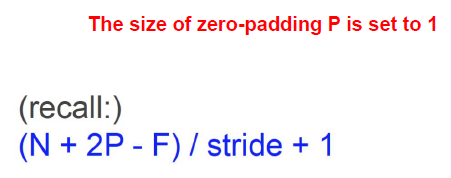 The size of zero-padding P is set to 1
(recall:)
(N + 2P - F) / stride + 1